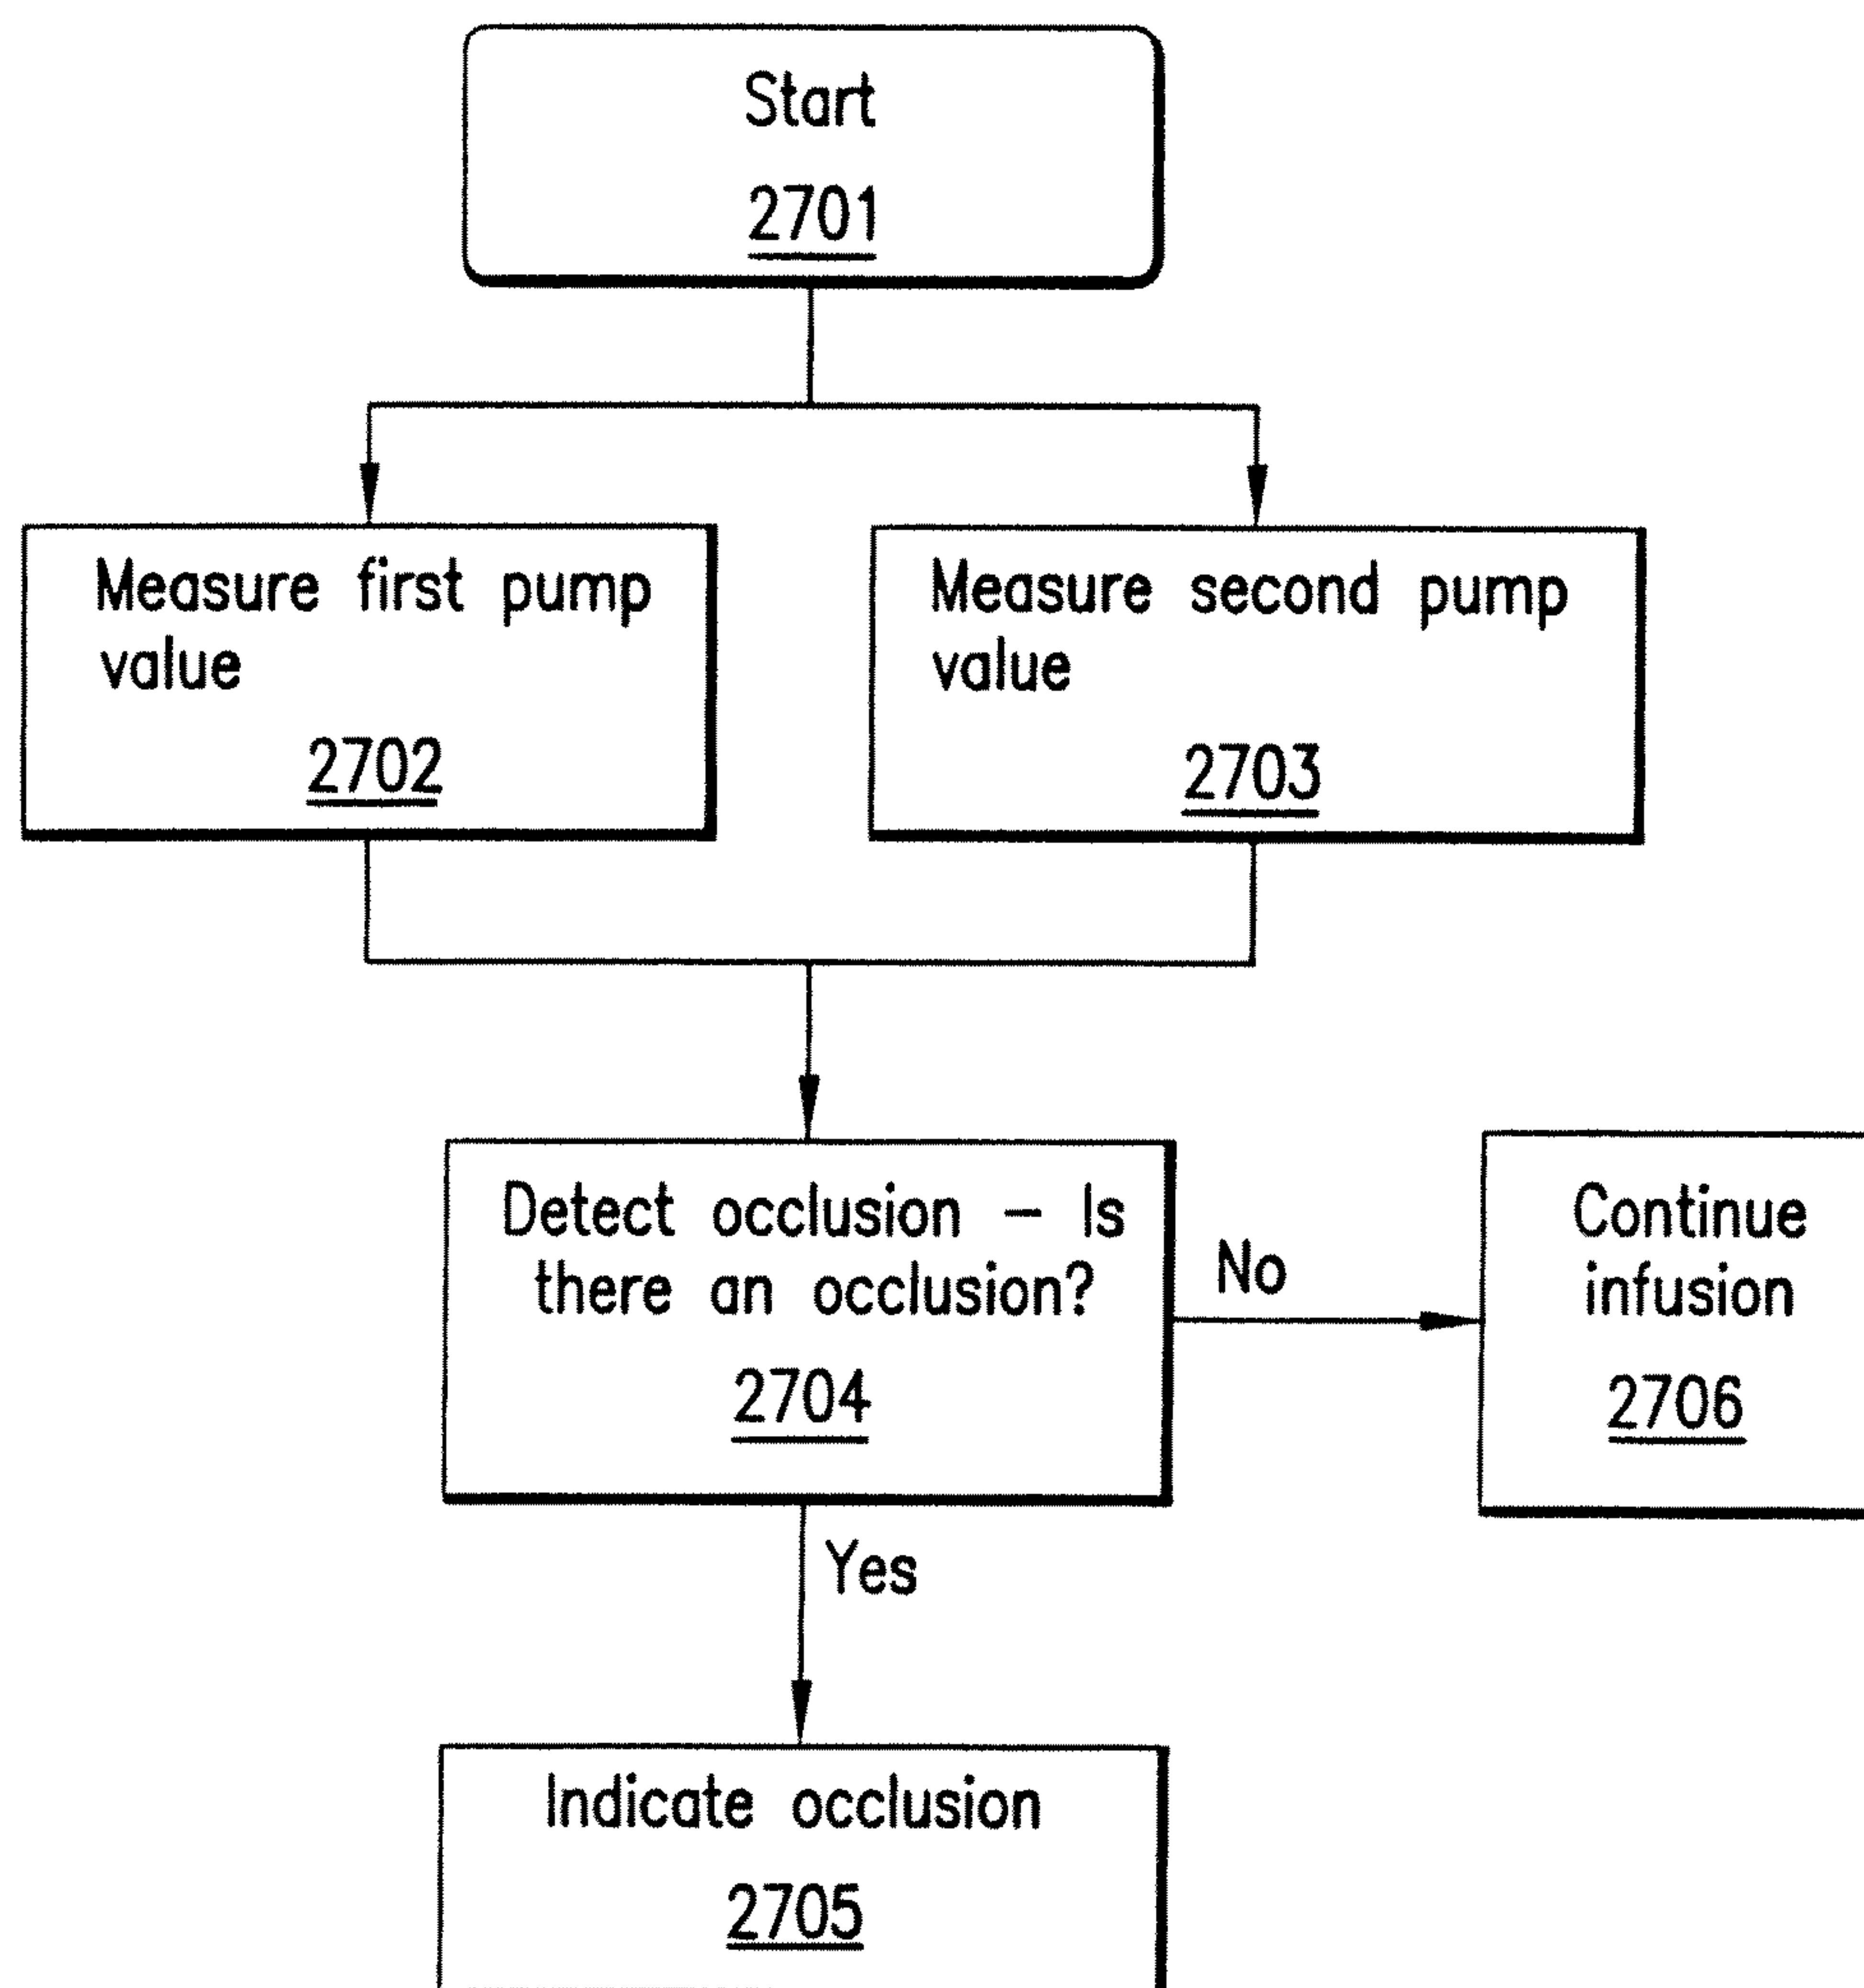 Start
2701
Measure first pump
value
2702
Measure second pump
value
2703
Detect occlusion – Is
there an occlusion?
2704
No
Continue
infusion
2706
Yes
Indicate occlusion
2705